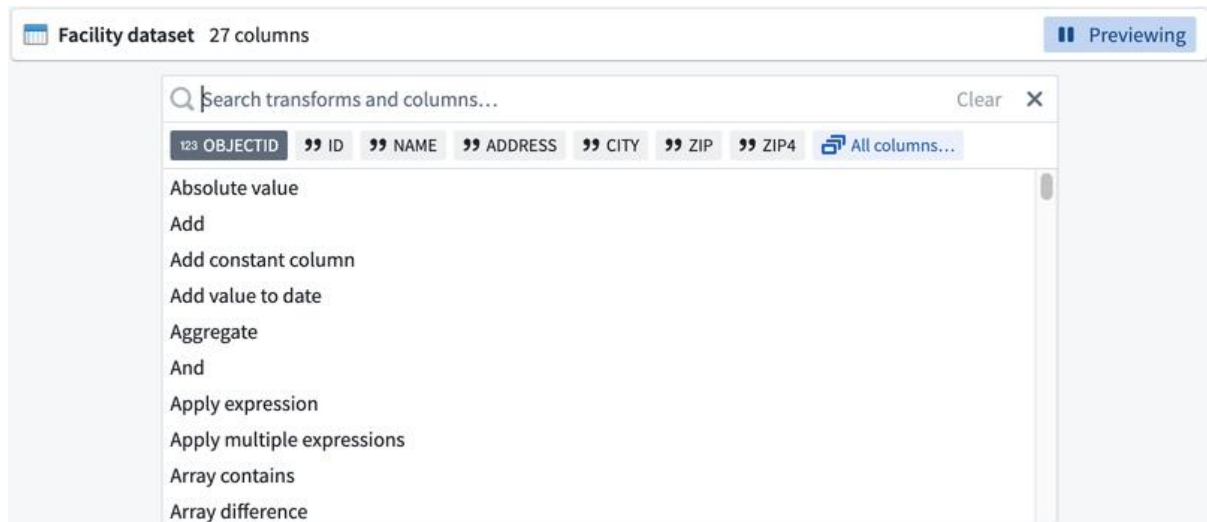 Facility dataset 27 columns Previewing
Search transforms and columns... Clear
123 OBJECTID ID NAME ADDRESS CITY ZIP ZIP4 All columns...
Absolute value
Add
Add constant column
Add value to date
Aggregate
And
Apply expression
Apply multiple expressions
Array contains
Array difference